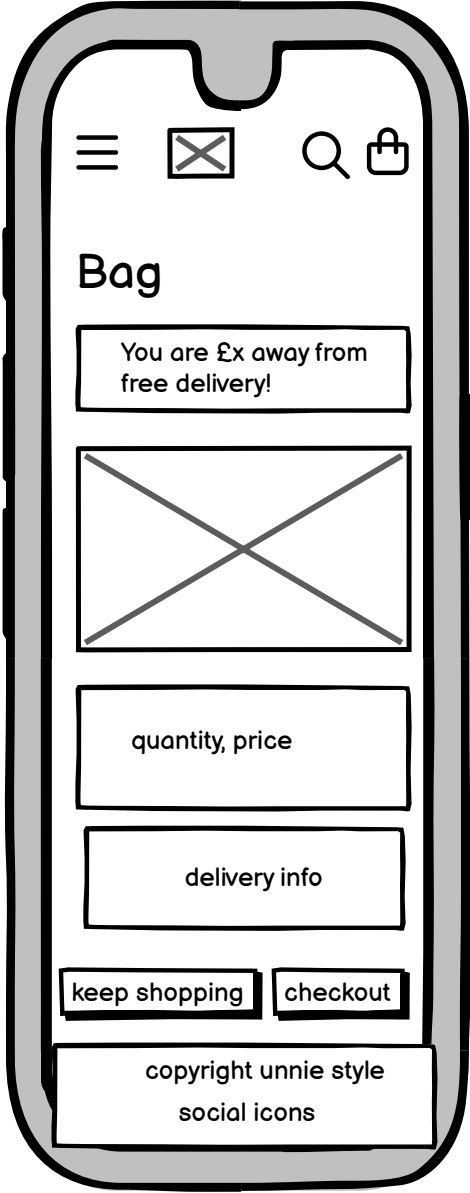 Bag
You are £x away from
free delivery!
quantity, price
delivery info
keep shopping
checkout
copyright unnie style
social icons